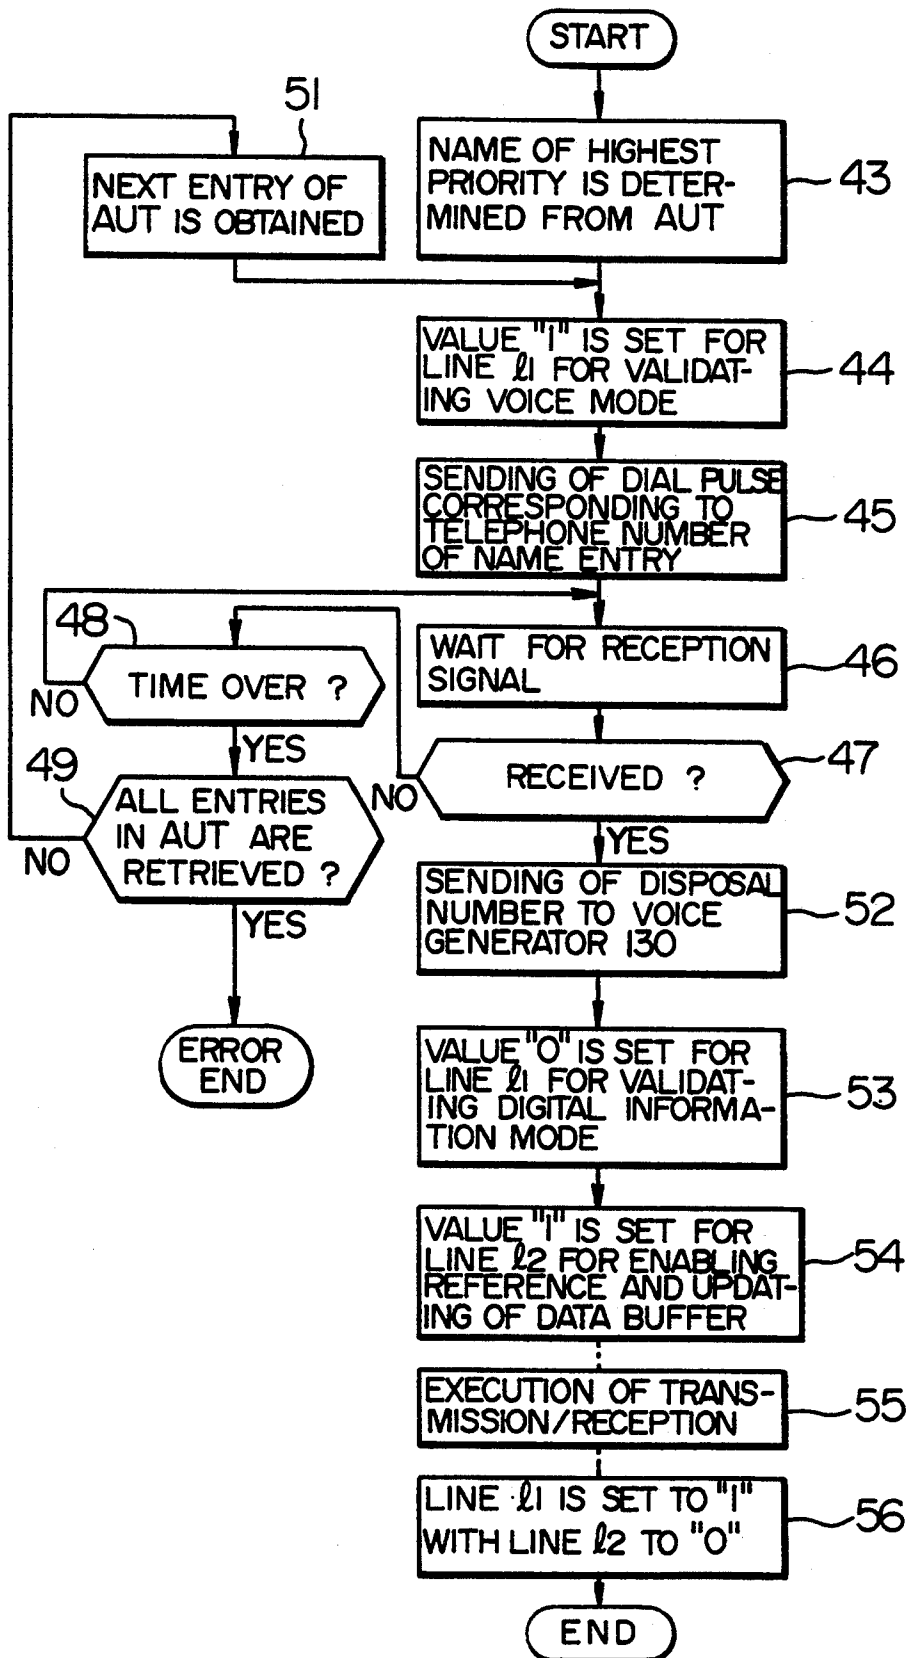 START
51
NEXT ENTRY OF
AUT IS OBTAINED
NAME OF HIGHEST
PRIORITY IS DETER-
MINED FROM AUT
43
VALUE "1" IS SET FOR
LINE ℓ1 FOR VALIDAT-
ING VOICE MODE
44
SENDING OF DIAL PULSE
CORRESPONDING TO
TELEPHONE NUMBER
OF NAME ENTRY
45
48
TIME OVER ?
NO
YES
WAIT FOR RECEPTION
SIGNAL
46
RECEIVED ?
47
NO
YES
49
ALL ENTRIES
IN AUT ARE
RETRIEVED ?
NO
YES
ERROR
END
SENDING OF DISPOSAL
NUMBER TO VOICE
GENERATOR 130
52
VALUE "0" IS SET FOR
LINE ℓ1 FOR VALIDAT-
ING DIGITAL INFORMA-
TION MODE
53
VALUE "1" IS SET FOR
LINE ℓ2 FOR ENABLING
REFERENCE AND UPDAT-
ING OF DATA BUFFER
54
EXECUTION OF TRANS-
MISSION/RECEPTION
55
LINE ℓ1 IS SET TO "1"
WITH LINE ℓ2 TO "0"
56
END